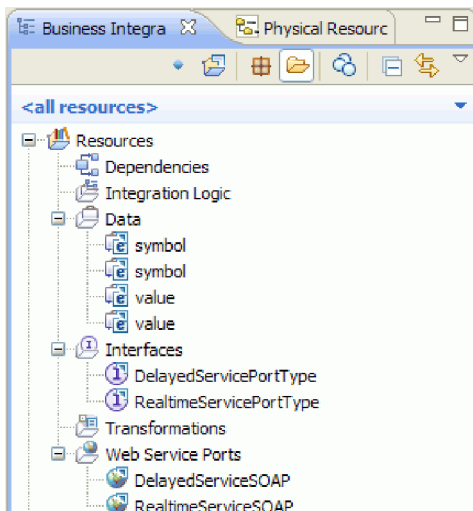 Business Integra
Physical Resourc
<all resources>
Resources
Dependencies
Integration Logic
Data
symbol
symbol
value
value
Interfaces
DelayedServicePortType
RealtimeServicePortType
Transformations
Web Service Ports
DelayedServiceSOAP
RealtimeServiceSOAP